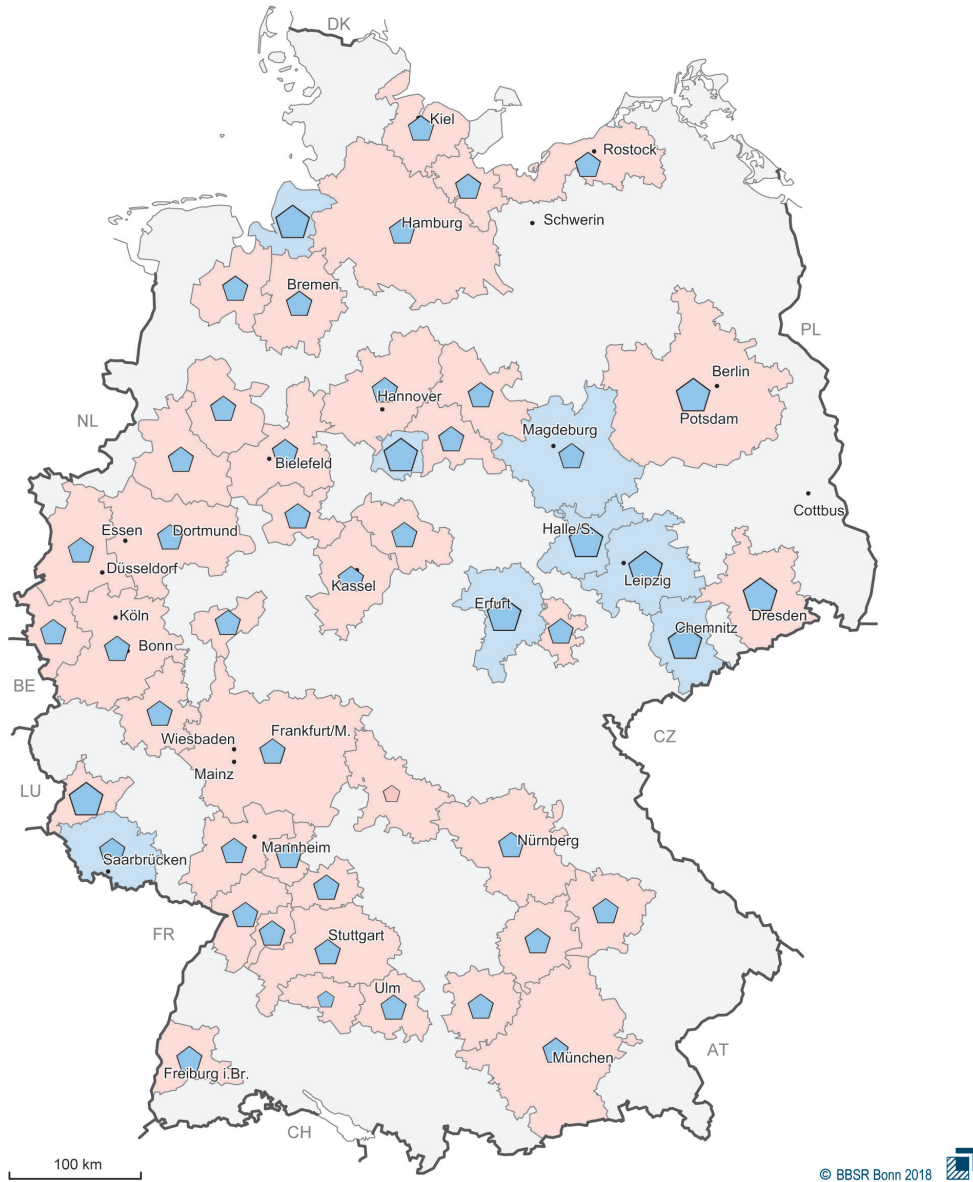 DK
Kiel
Rostock
Schwerin
Hamburg
Bremen
PL
Berlin
Hannover
Potsdam
NL
Magdeburg
Bielefeld
Cottbus
Essen
Dortmund
Halle/S.
Düsseldorf
Leipzig
Kassel
Erfurt
Köln
Dresden
Chemnitz
Bonn
BE
Frankfurt/M.
Wiesbaden
CZ
Mainz
LU
Nürnberg
Mannheim
Saarbrücken
FR
Stuttgart
Ulm
AT
München
Freiburg i.Br.
CH
100 km
© BBSR Bonn 2018